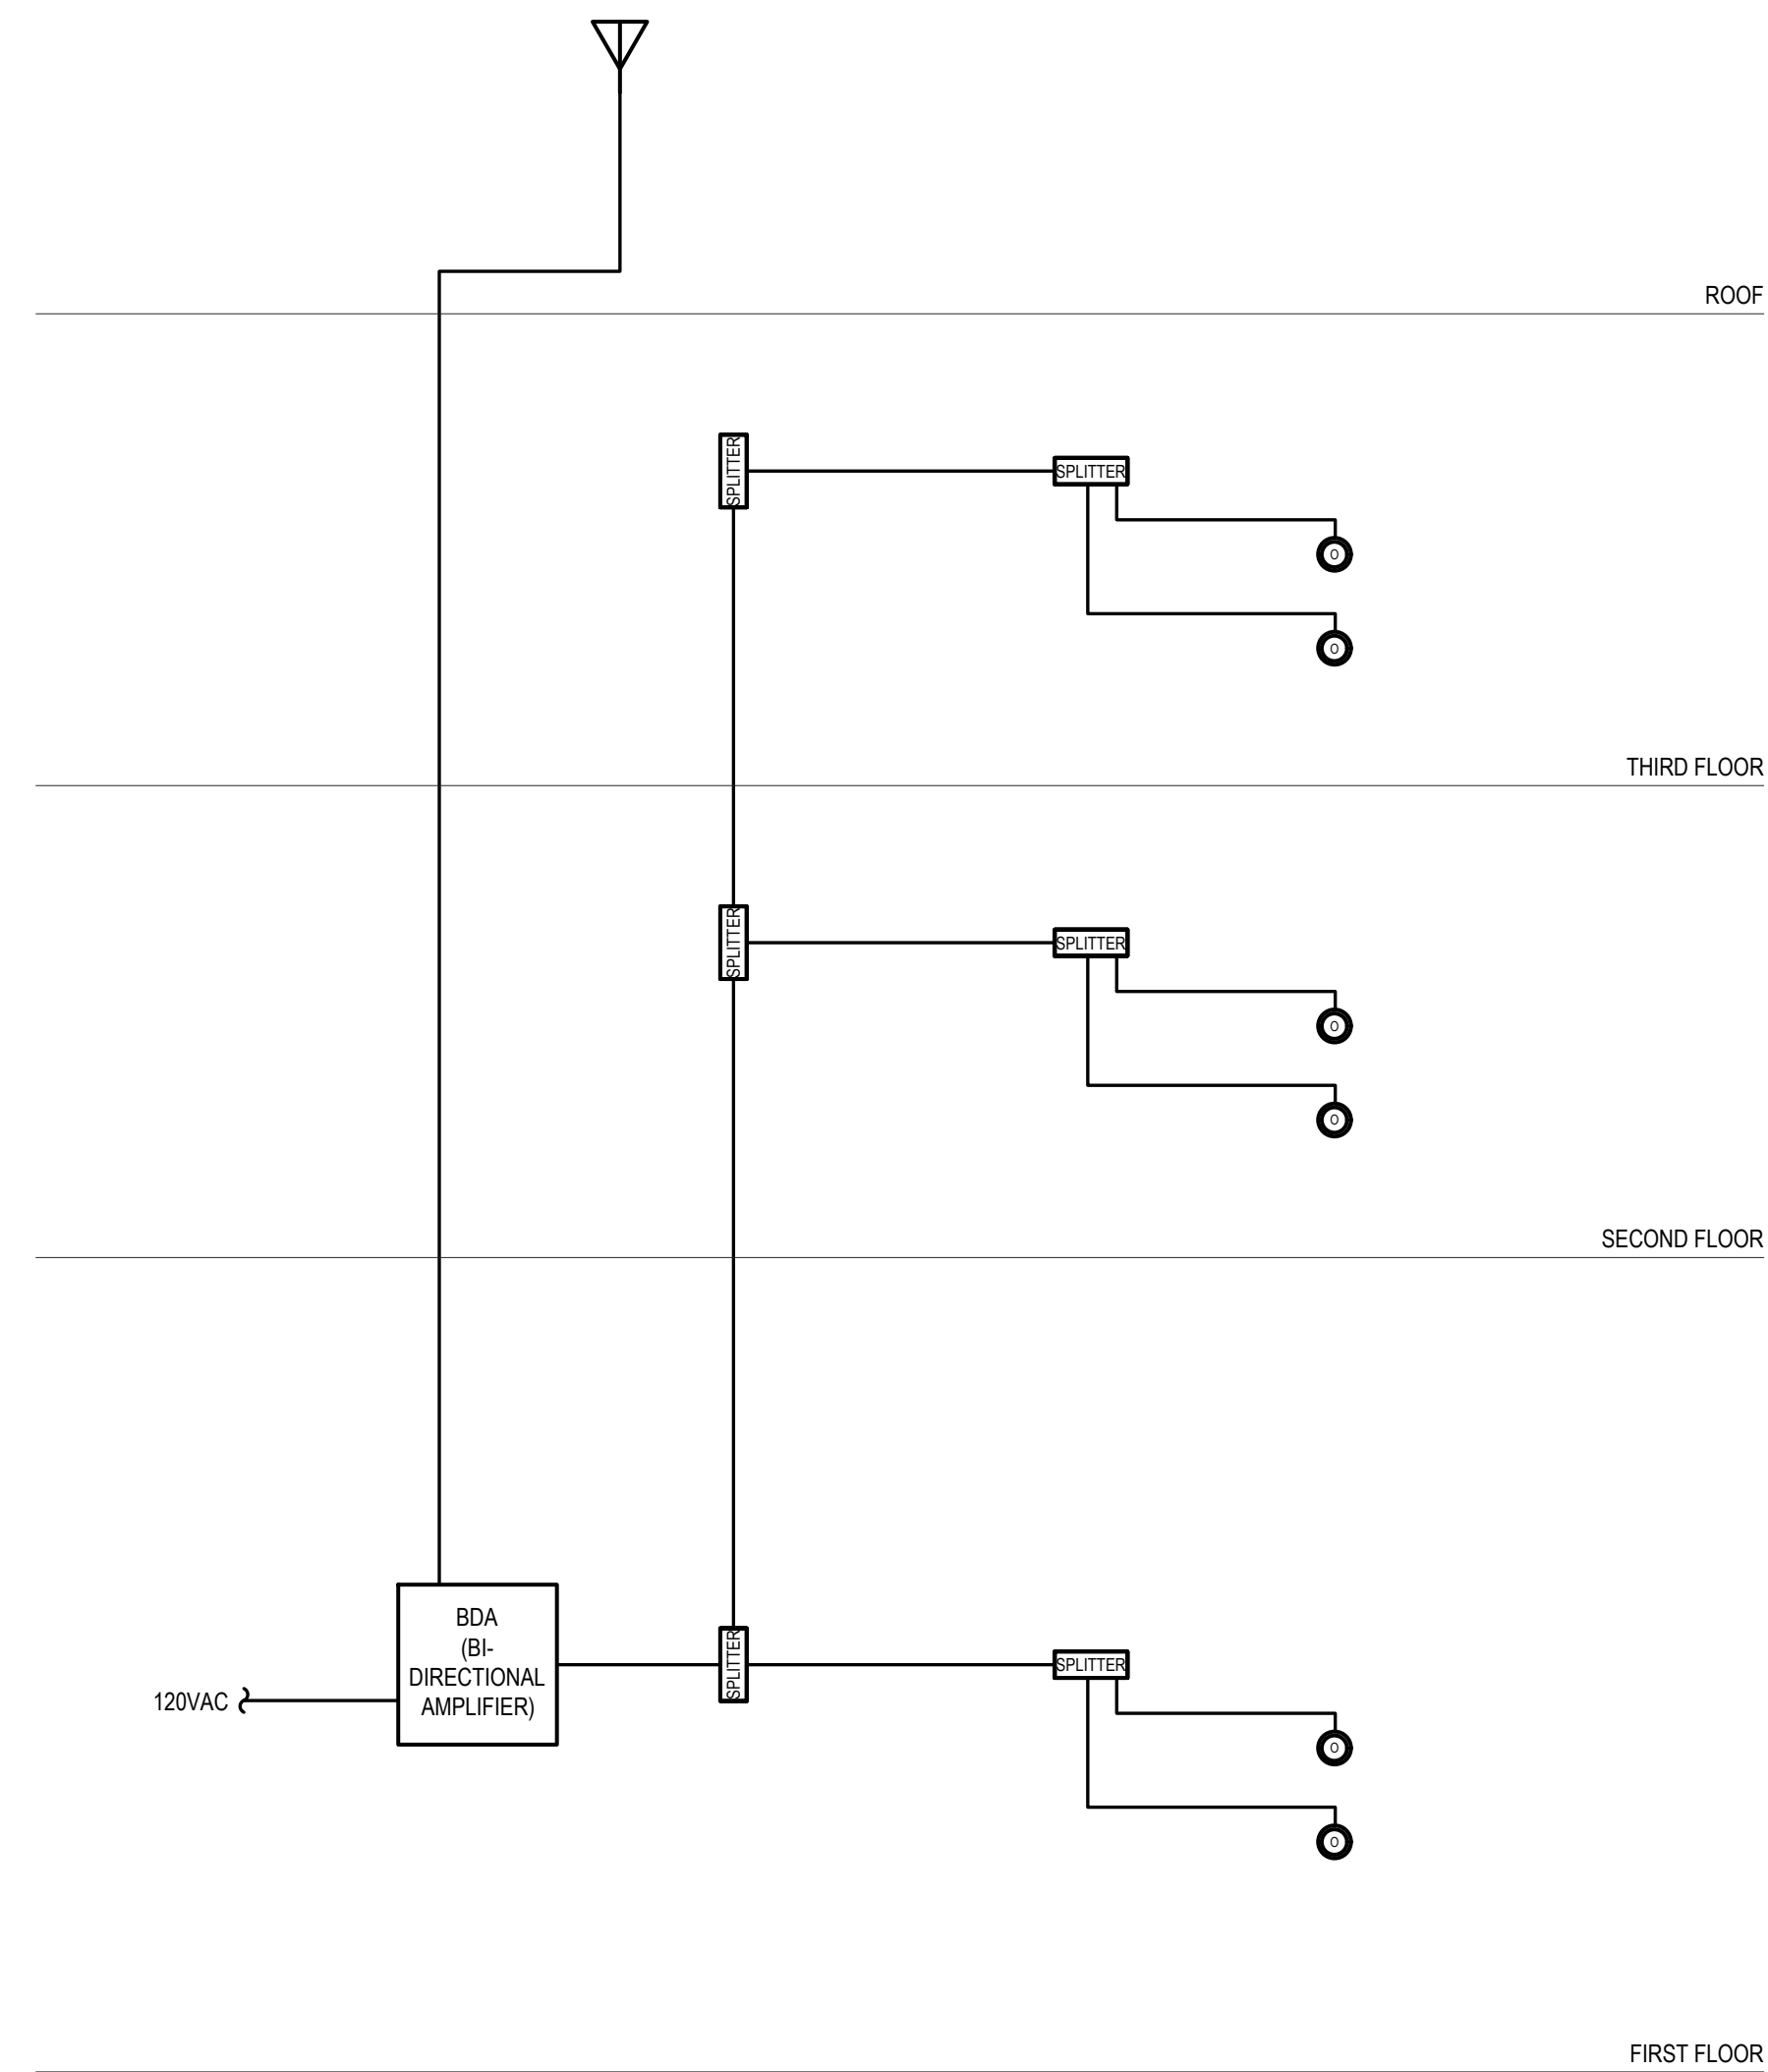 ROOF
SPLITTER
SPLITTER
O
O
THIRD FLOOR
SPLITTER
SPLITTER
O
O
SECOND FLOOR
BDA
(BI-
DIRECTIONAL
AMPLIFIER)
120VAC
SPLITTER
SPLITTER
O
O
FIRST FLOOR